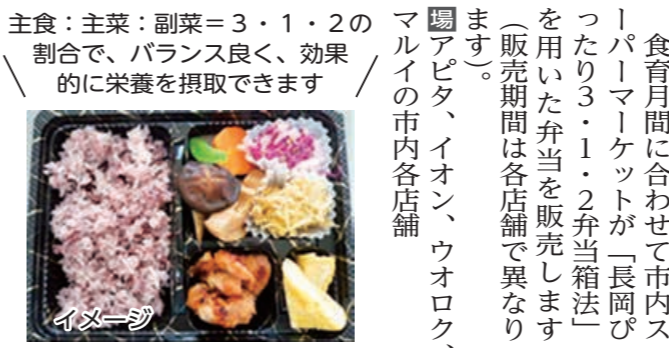 食育月間に合わせて市内ス
ーパーマーケットが「長岡ぴ
ったり3・1・2弁当箱法」
を用いた弁当を販売します
（販売期間は各店舗で異なり
ます）。
場アピタ、イオン、ウオロク、
マルイの市内各店舗
主食：主菜：副菜＝3・1・2の
割合で、バランス良く、効果
的に栄養を摂取できます
イメージ